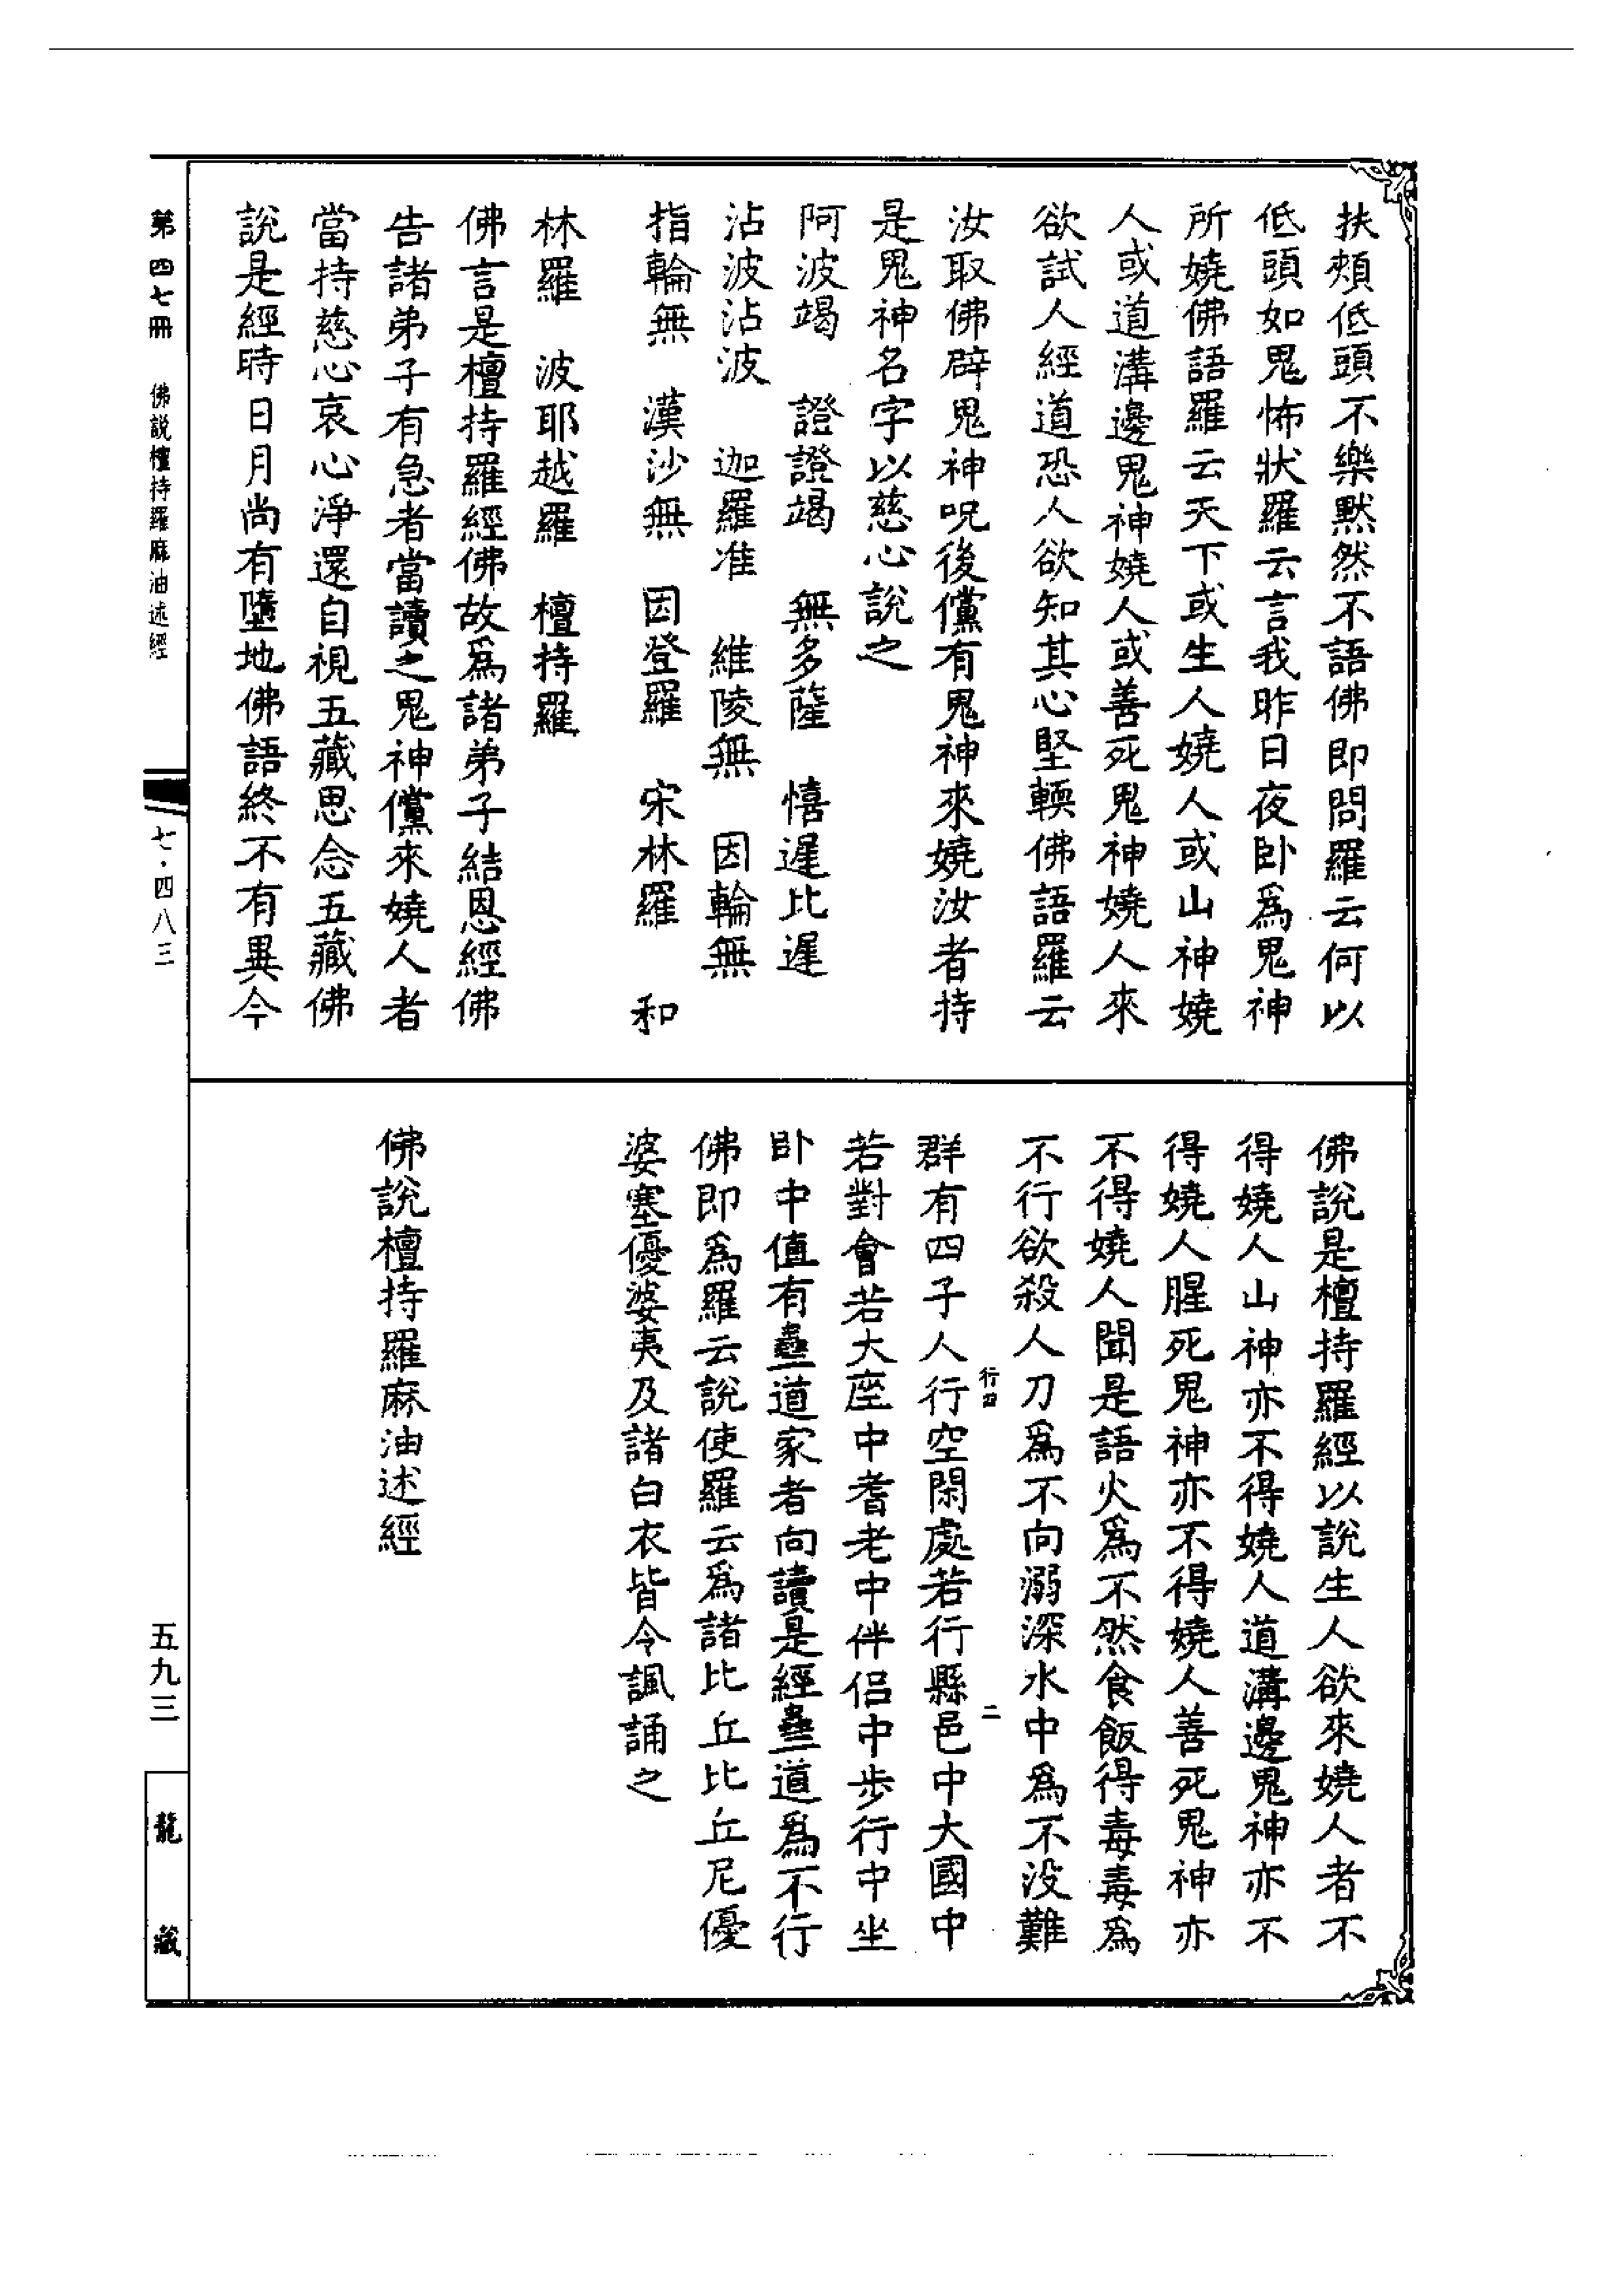 扶頰低頭不樂默然不語佛即問羅云何以
低頭如鬼怖狀羅云言我昨日夜卧爲鬼神
所嬈佛語羅云天下或生人嬈人或山神嬈
人或道溝邊鬼神嬈人或善死鬼神嬈人來
欲試人經道恐人欲知其心堅輭佛語羅云
汝取佛辟鬼神呪後儻有鬼神來嬈汝者持
是鬼神名字以慈心說之
阿波竭　證證竭　無多薩　憘遲比遲
沾波沾波　迦羅准　維陵無　因輪無
指輪無　漢沙無　因登羅　宋林羅　和
林羅　波耶越羅　檀持羅
佛言是檀持羅經佛故爲諸弟子結恩經佛
告諸弟子有急者當讀之鬼神儻來嬈人者
當持慈心哀心淨還自視五藏思念五藏佛
說是經時日月尚有墮地佛語終不有異今
佛說是檀持羅經以說生人欲來嬈人者不
得嬈人山神亦不得嬈人道溝邊鬼神亦不
得嬈人腥死鬼神亦不得嬈人善死鬼神亦
不得嬈人聞是語火爲不然食飯得毒毒爲
不行欲殺人刀爲不向溺深水中爲不没難
行四　二
群有四子人行空閑處若行縣邑中大國中
若對會若大座中耆老中伴侣中步行中坐
卧中值有蠱道家者向讀是經蠱道爲不行
佛即爲羅云說使羅云爲諸比丘比丘尼優
婆塞優婆夷及諸白衣皆令諷誦之
佛說檀持羅麻油述經
第四七冊　佛說檀持羅麻油述經
七·四八三
五九三
龍藏